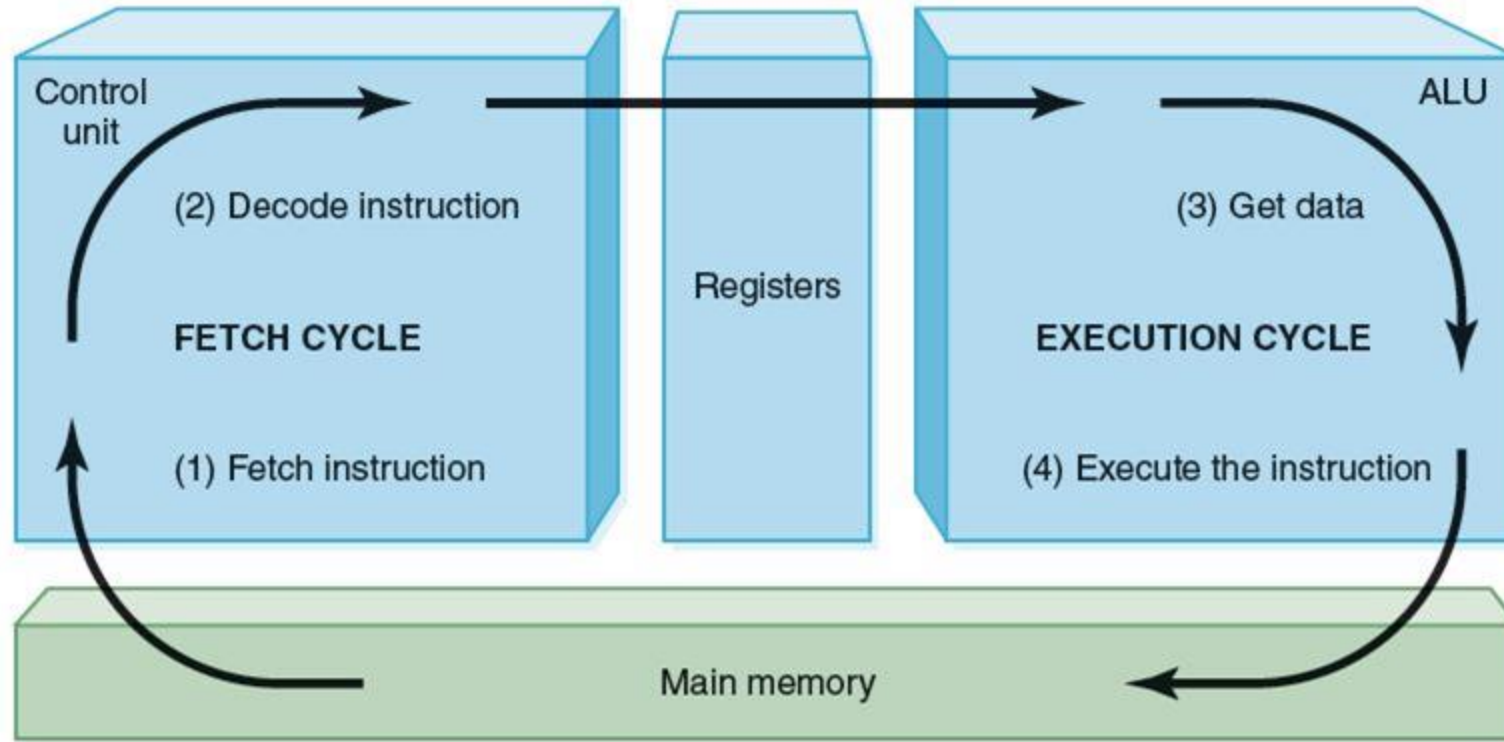 Control
unit
ALU
(2) Decode instruction
(3) Get data
Registers
FETCH CYCLE
EXECUTION CYCLE
(1) Fetch instruction
(4) Execute the instruction
Main memory